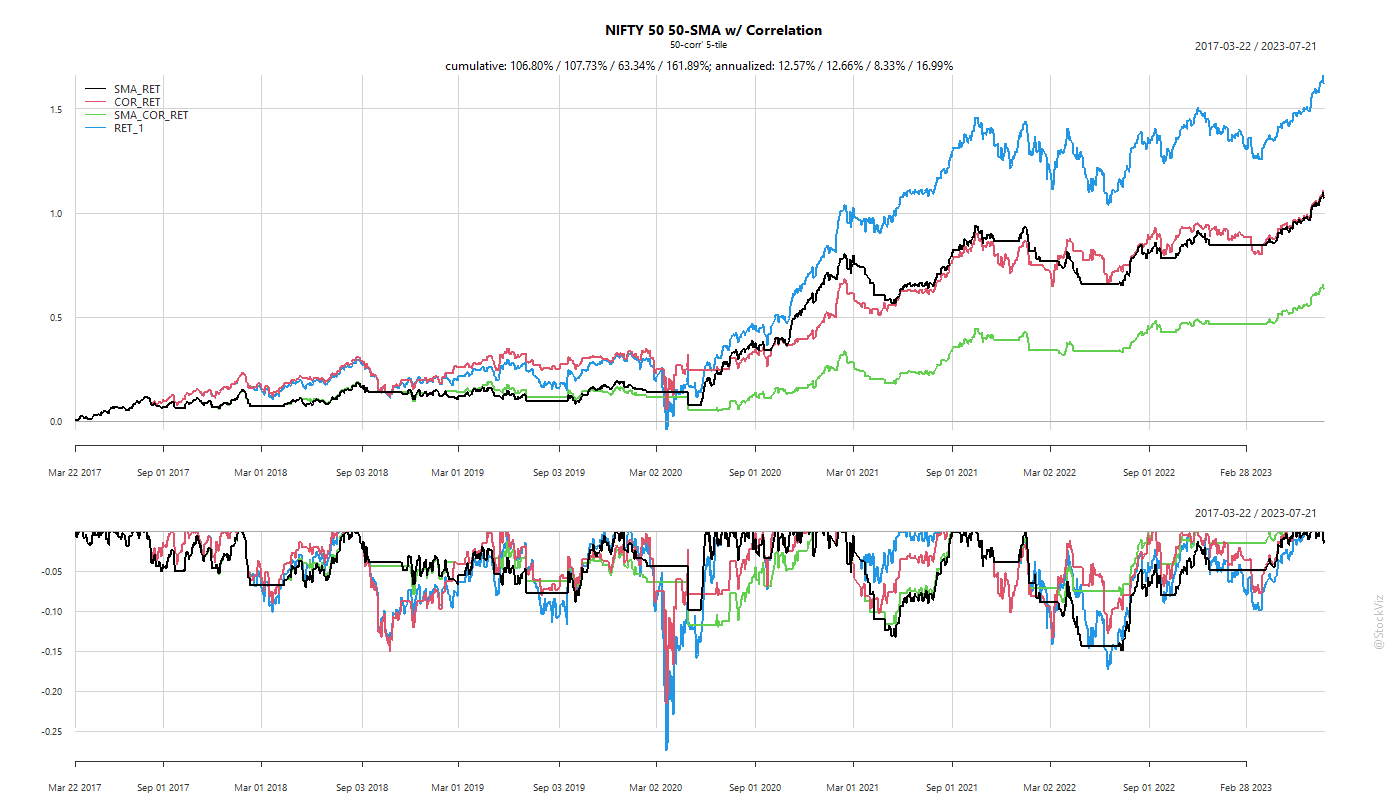 NIFTY 50 50-SMA w/ Correlation
50-corr' 5-tile
2017-03-22 / 2023-07-21
cumulative: 106.80% / 107.73% / 63.34% / 161.89%; annualized: 12.57% / 12.66% / 8.33% / 16.99%
SMA_RET
COR_RET
SMA_COR_RET
RET_1
1.5
1.0
0.5
0.0
Mar 22 2017 Sep 01 2017 Mar 01 2018 Sep 03 2018 Mar 01 2019 Sep 03 2019 Mar 02 2020 Sep 01 2020 Mar 01 2021 Sep 01 2021 Mar 02 2022 Sep 01 2022 Feb 28 2023
2017-03-22 / 2023-07-21
-0.05
-0.10
-0.15
-0.20
-0.25
Mar 22 2017 Sep 01 2017 Mar 01 2018 Sep 03 2018 Mar 01 2019 Sep 03 2019 Mar 02 2020 Sep 01 2020 Mar 01 2021 Sep 01 2021 Mar 02 2022 Sep 01 2022 Feb 28 2023
@StockViz